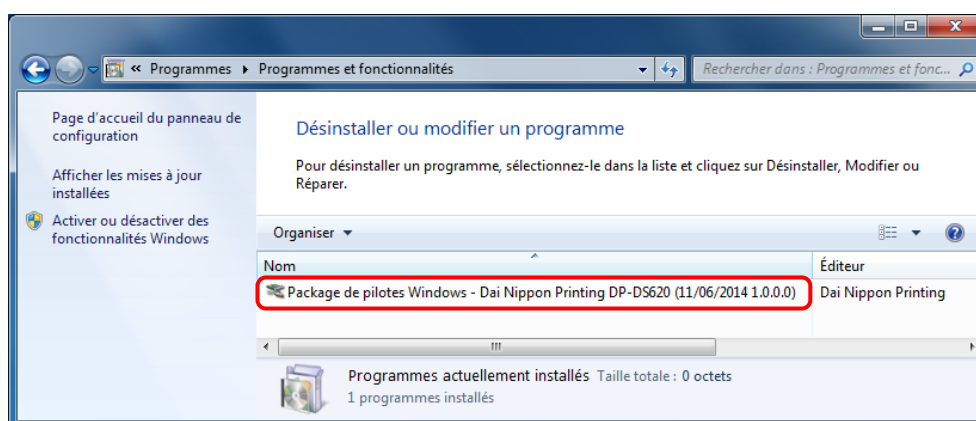 « Programmes ▸ Programmes et fonctionnalités
Rechercher dans : Programmes et fonc...
Page d'accueil du panneau de
configuration
Afficher les mises à jour
installées
Activer ou désactiver des
fonctionnalités Windows
Désinstaller ou modifier un programme
Pour désinstaller un programme, sélectionnez-le dans la liste et cliquez sur Désinstaller, Modifier ou
Réparer.
Organiser
Nom
Éditeur
Package de pilotes Windows - Dai Nippon Printing DP-DS620 (11/06/2014 1.0.0.0)
Dai Nippon Printing
Programmes actuellement installés Taille totale : 0 octets
1 programmes installés